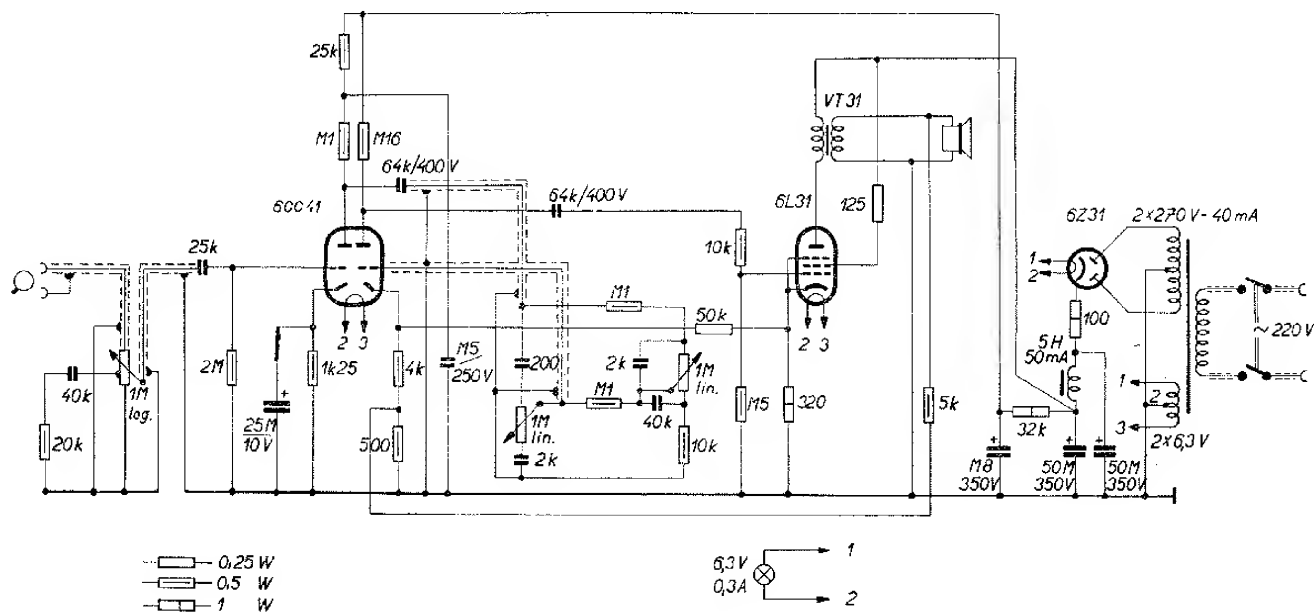 25k
M1
M16
64k/400V
6CC41
25k
64k/400V
VT31
6L31
125
10k
6Z31
2×270V-40mA
1
2
100
5H
50mA
~220V
2 3
M1
50k
2 3
2M
1k25
4k
M5
250V
200
2k
1M
lin.
40k
1M
log.
20k
25M
10V
500
1M
lin.
M1
40k
2k
10k
M5
320
5k
32k
1
2
3
2×6,3V
M8
350V
50M
350V
50M
350V
0,25 W
0,5 W
1 W
6,3V
0,3A
1
2